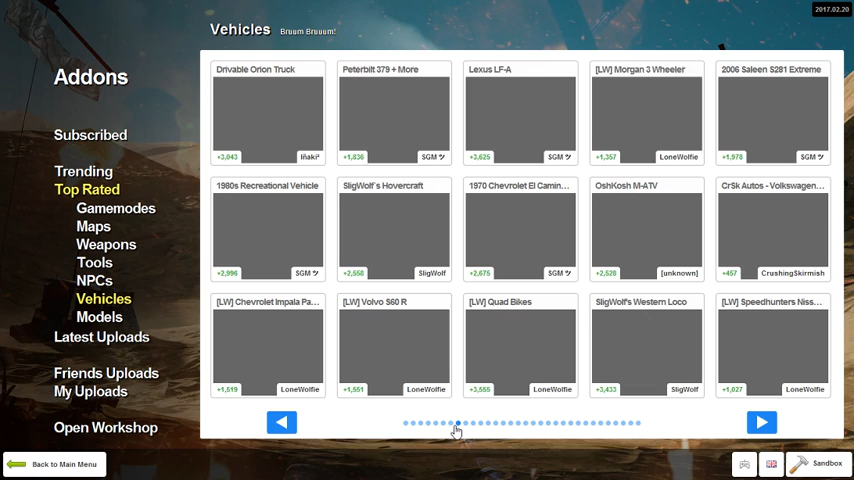 2017.02.20
Vehicles Bruum Bruuum!
Addons
Subscribed
Trending
Top Rated
Gamemodes
Maps
Weapons
Tools
NPCs
Vehicles
Models
Latest Uploads
Friends Uploads
My Uploads
Open Workshop
Drivable Orion Truck
+3,043 Iñaki²
Peterbilt 379 + More
+1,836 SGM ツ
Lexus LF-A
+3,625 SGM ツ
[LW] Morgan 3 Wheeler
+1,357 LoneWolfie
2006 Saleen S281 Extreme
+1,978 SGM ツ
1980s Recreational Vehicle
+2,996 SGM ツ
SligWolf`s Hovercraft
+2,558 SligWolf
1970 Chevrolet El Camin...
+2,675 SGM ツ
OshKosh M-ATV
+2,528 [unknown]
CrSk Autos - Volkswagen...
+457 CrushingSkirmish
[LW] Chevrolet Impala Pa...
+1,519 LoneWolfie
[LW] Volvo S60 R
+1,551 LoneWolfie
[LW] Quad Bikes
+3,555 LoneWolfie
SligWolf's Western Loco
+3,433 SligWolf
[LW] Speedhunters Niss...
+1,027 LoneWolfie
Back to Main Menu
Sandbox